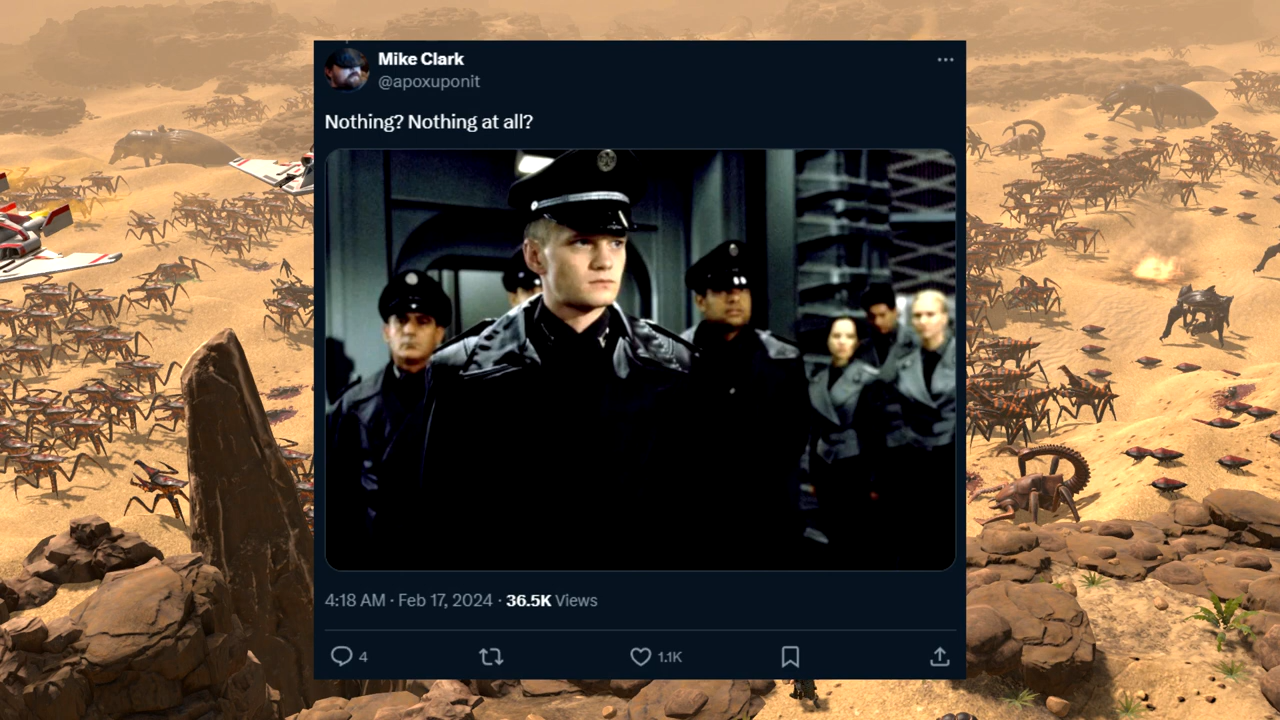 Mike Clark
@apoxuponit
Nothing? Nothing at all?
4:18 AM · Feb 17, 2024 · 36.5K Views
4
1.1K